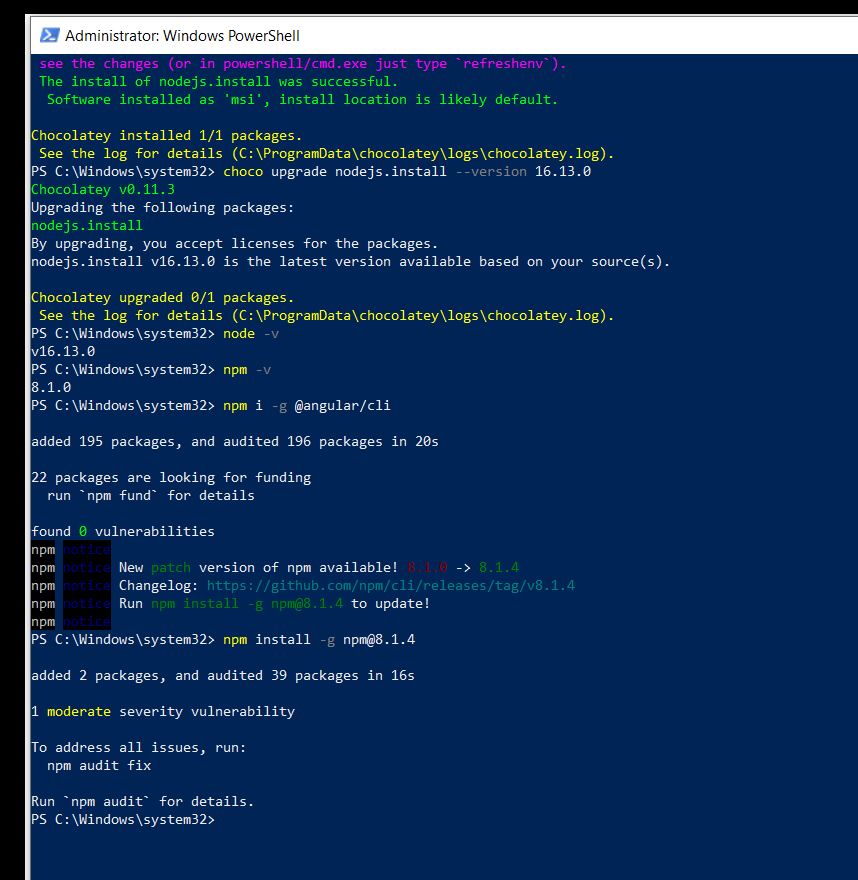 Administrator: Windows PowerShell
see the changes (or in powershell/cmd.exe just type `refreshenv`).
The install of nodejs.install was successful.
Software installed as 'msi', install location is likely default.
Chocolatey installed 1/1 packages.
See the log for details (C:\ProgramData\chocolatey\logs\chocolatey.log).
PS C:\Windows\system32> choco upgrade nodejs.install --version 16.13.0
Chocolatey v0.11.3
Upgrading the following packages:
nodejs.install
By upgrading, you accept licenses for the packages.
nodejs.install v16.13.0 is the latest version available based on your source(s).
Chocolatey upgraded 0/1 packages.
See the log for details (C:\ProgramData\chocolatey\logs\chocolatey.log).
PS C:\Windows\system32> node -v
v16.13.0
PS C:\Windows\system32> npm -v
8.1.0
PS C:\Windows\system32> npm i -g @angular/cli
added 195 packages, and audited 196 packages in 20s
22 packages are looking for funding
run `npm fund` for details
found 0 vulnerabilities
npm notice
npm notice New patch version of npm available! 8.1.0 -> 8.1.4
npm notice Changelog: https://github.com/npm/cli/releases/tag/v8.1.4
npm notice Run npm install -g npm@8.1.4 to update!
npm notice
PS C:\Windows\system32> npm install -g npm@8.1.4
added 2 packages, and audited 39 packages in 16s
1 moderate severity vulnerability
To address all issues, run:
npm audit fix
Run `npm audit` for details.
PS C:\Windows\system32>